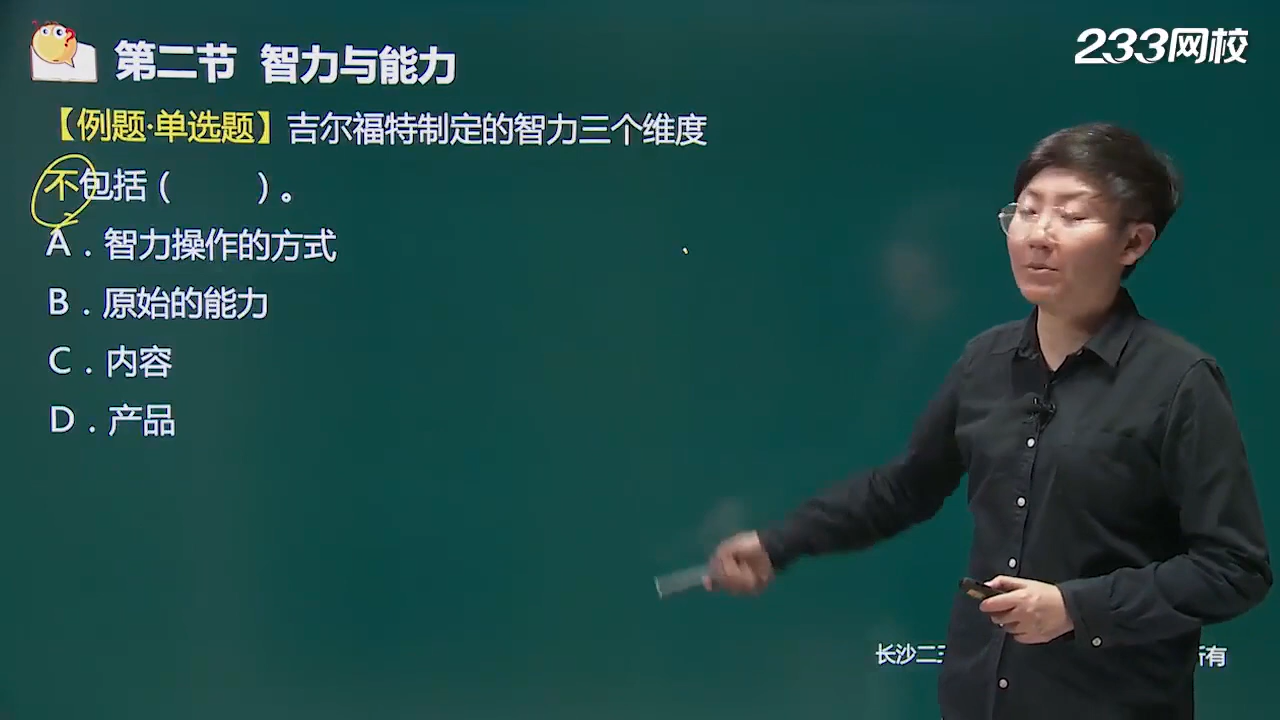 233网校
第二节 智力与能力
【例题·单选题】吉尔福特制定的智力三个维度
不包括( )。
A．智力操作的方式
B．原始的能力
C．内容
D．产品
长沙二三
所有